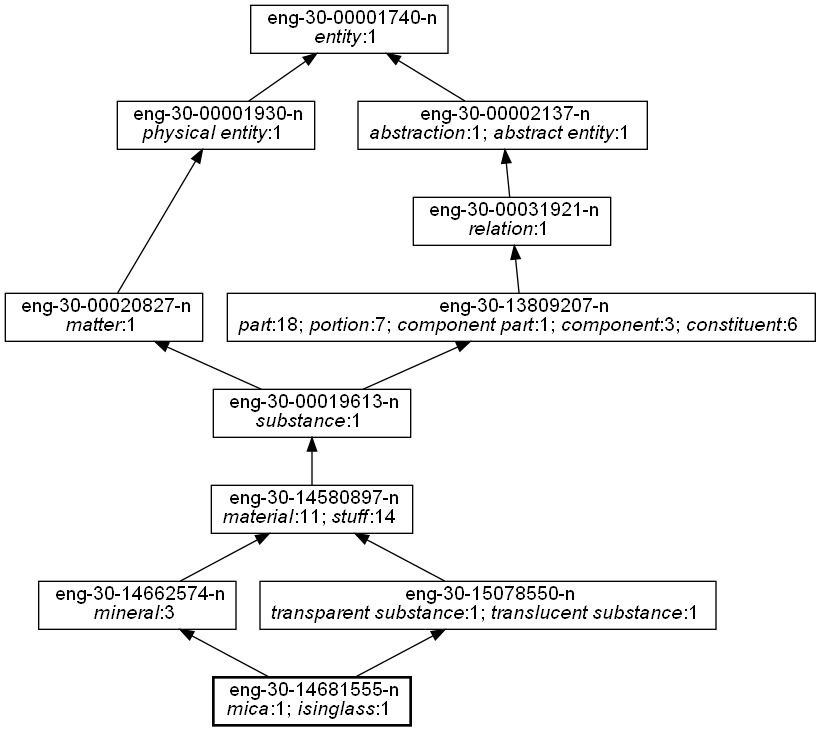 eng-30-00001740-n
entity:1
eng-30-00001930-n
physical entity:1
eng-30-00002137-n
abstraction:1; abstract entity:1
eng-30-00031921-n
relation:1
eng-30-00020827-n
matter:1
eng-30-13809207-n
part:18; portion:7; component part:1; component:3; constituent:6
eng-30-00019613-n
substance:1
eng-30-14580897-n
material:11; stuff:14
eng-30-14662574-n
mineral:3
eng-30-15078550-n
transparent substance:1; translucent substance:1
eng-30-14681555-n
mica:1; isinglass:1